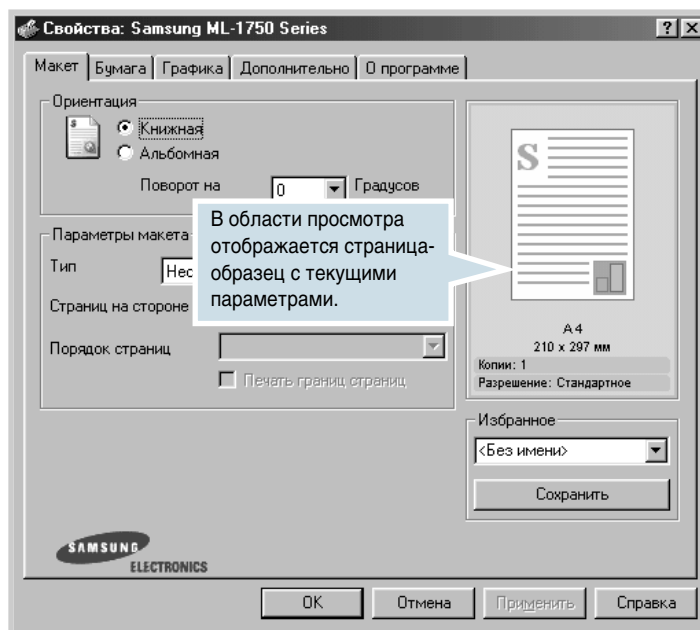 Свойства: Samsung ML-1750 Series
Макет Бумага Графика Дополнительно О программе
Ориентация
Книжная
Альбомная
Поворот на 0 Градусов
Параметры макета
Тип
Страниц на стороне
Порядок страниц
Печать границ страниц
В области просмотра
отображается страница-
образец с текущими
параметрами.
S
A4
210 x 297 мм
Копии: 1
Разрешение: Стандартное
Избранное
<Без имени>
Сохранить
SAMSUNG
ELECTRONICS
OK Отмена Применить Справка